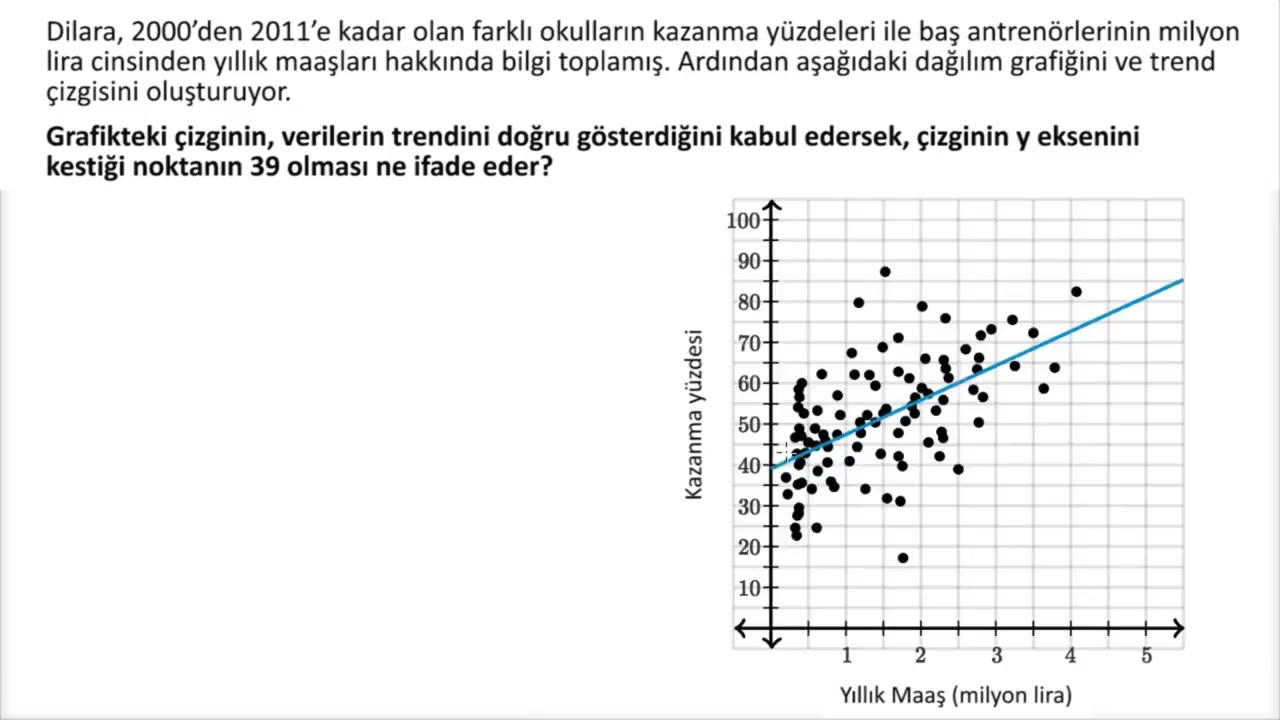 Dilara, 2000’den 2011’e kadar olan farklı okulların kazanma yüzdeleri ile baş antrenörlerinin milyon
lira cinsinden yıllık maaşları hakkında bilgi toplamış. Ardından aşağıdaki dağılım grafiğini ve trend
çizgisini oluşturuyor.
Grafikteki çizginin, verilerin trendini doğru gösterdiğini kabul edersek, çizginin y eksenini
kestiği noktanın 39 olması ne ifade eder?
100
90
80
70
60
50
40
30
20
10
Kazanma yüzdesi
1 2 3 4 5
Yıllık Maaş (milyon lira)